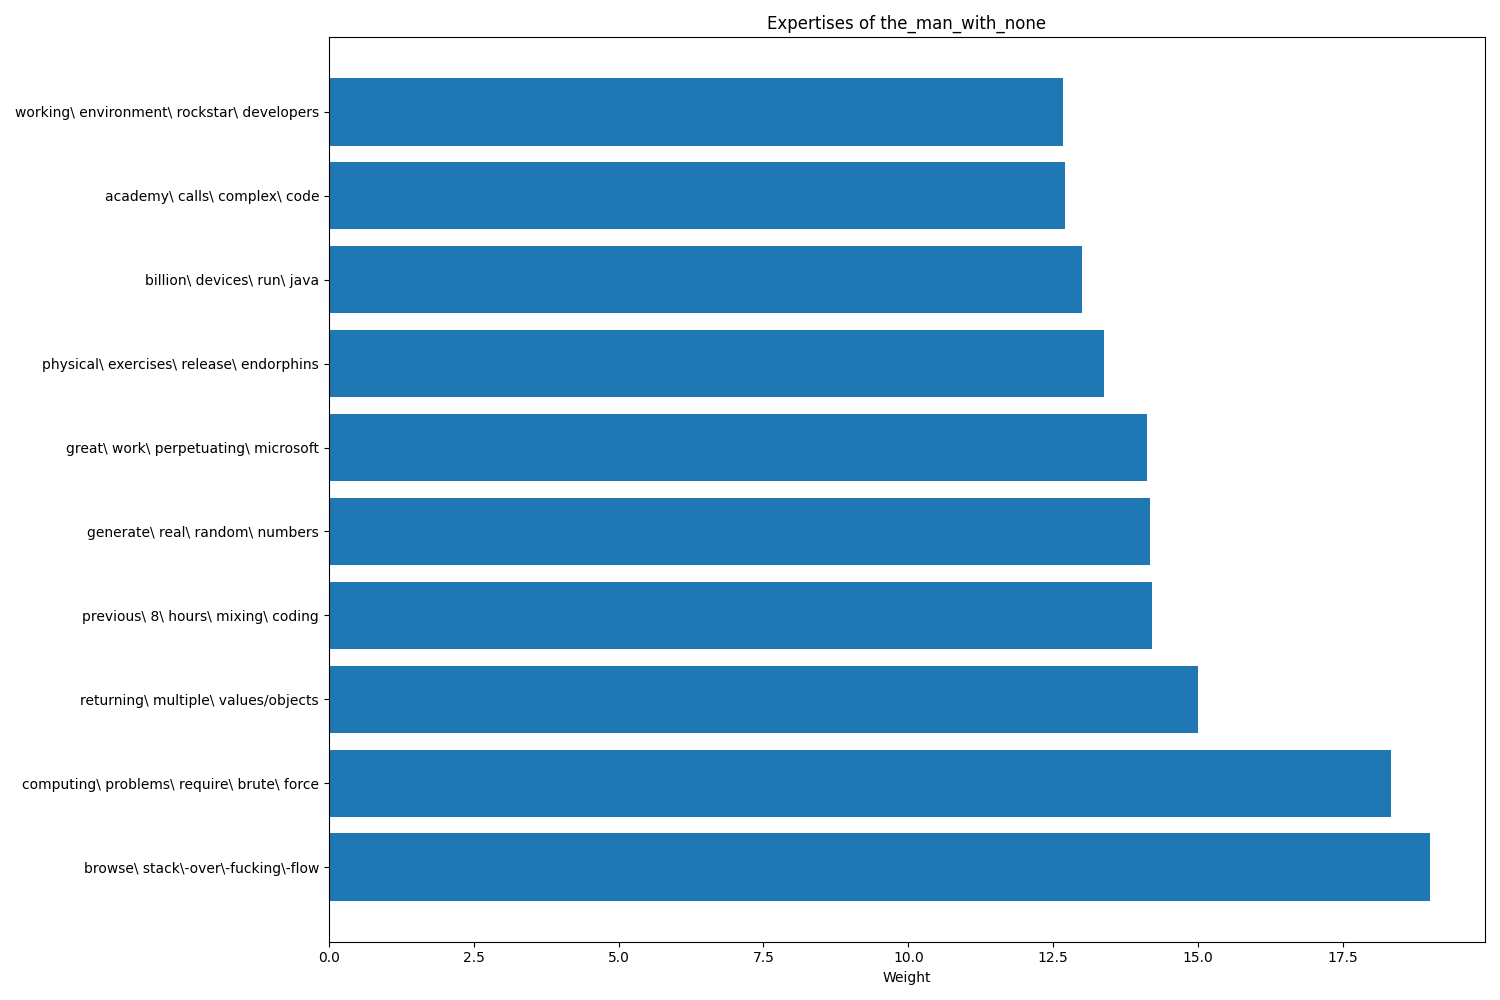 Expertises of the_man_with_none
working\ environment\ rockstar\ developers
academy\ calls\ complex\ code
billion\ devices\ run\ java
physical\ exercises\ release\ endorphins
great\ work\ perpetuating\ microsoft
generate\ real\ random\ numbers
previous\ 8\ hours\ mixing\ coding
returning\ multiple\ values/objects
computing\ problems\ require\ brute\ force
browse\ stack\-over\-fucking\-flow
0.0 2.5 5.0 7.5 10.0 12.5 15.0 17.5
Weight